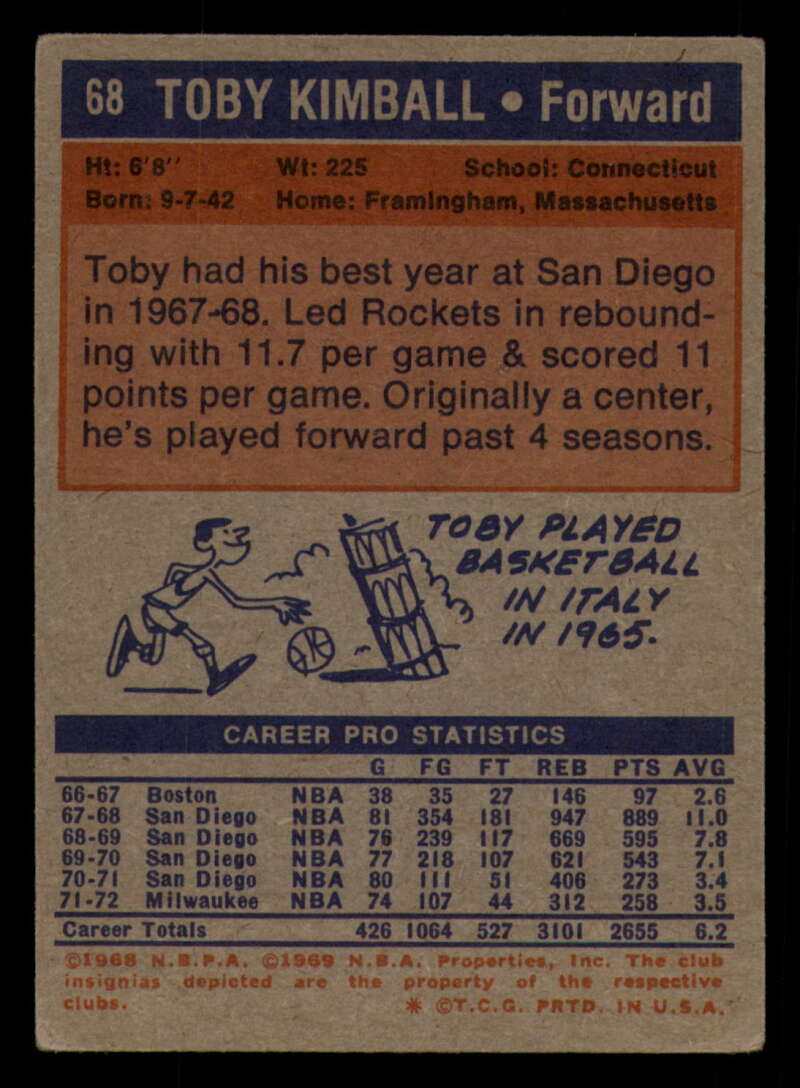 68 TOBY KIMBALL • Forward
Ht: 6'8'' Wt: 225 School: Connecticut
Born: 9-7-42 Home: Framingham, Massachusetts
Toby had his best year at San Diego
in 1967-68. Led Rockets in rebound-
ing with 11.7 per game & scored 11
points per game. Originally a center,
he's played forward past 4 seasons.
TOBY PLAYED
BASKETBALL
IN ITALY
IN 1965.
CAREER PRO STATISTICS
G FG FT REB PTS AVG
66-67 Boston NBA 38 35 27 146 97 2.6
67-68 San Diego NBA 81 354 181 947 889 11.0
68-69 San Diego NBA 76 239 117 669 595 7.8
69-70 San Diego NBA 77 218 107 621 543 7.1
70-71 San Diego NBA 80 111 51 406 273 3.4
71-72 Milwaukee NBA 74 107 44 312 258 3.5
Career Totals 426 1064 527 3101 2655 6.2
©1968 N.B.P.A. ©1969 N.B.A. Properties, Inc. The club
insignias depicted are the property of the respective
clubs. * ©T.C.G. PRTD. IN U.S.A.